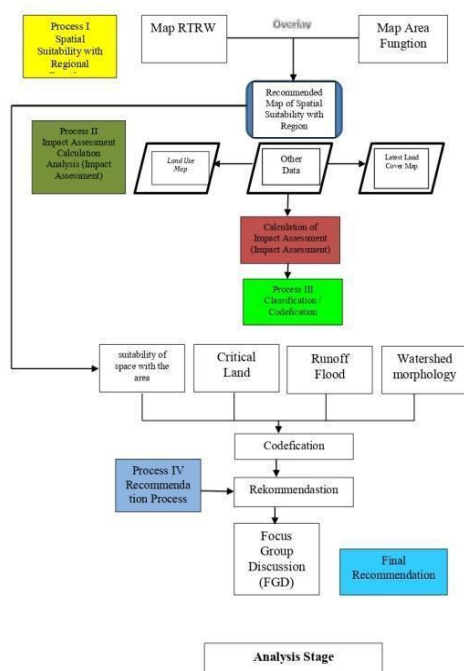 Process I
Spatial
Suitability with
Regional
Map RTRW
Overlay
Map Area
Fungtion
Recommended
Map of Spatial
Suitability with
Region
Process II
Impact Assessment
Calculation
Analysis (Impact
Assessment)
Land Use
Map
Other
Data
Latest Land
Cover Map
Calculation of
Impact Assessment
(Impact Assessment)
Process III
Classification /
Codefication
suitability of
space with the
area
Critical
Land
Runoff
Flood
Watershed
morphology
Codefication
Process IV
Recommenda
tion Process
Rekommendastion
Focus
Group
Discussion
(FGD)
Final
Recommendation
Analysis Stage